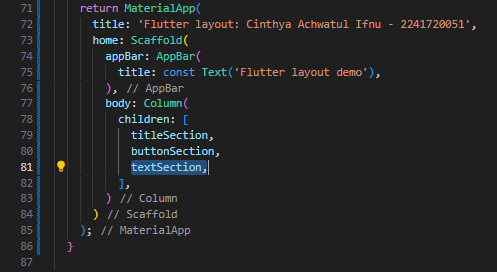 71 return MaterialApp(
72 title: 'Flutter layout: Cinthya Achwatul Ifnu - 2241720051',
73 home: Scaffold(
74 appBar: AppBar(
75 title: const Text('Flutter layout demo'),
76 ), // AppBar
77 body: Column(
78 children: [
79 titleSection,
80 buttonSection,
81 textSection,
82 ],
83 ) // Column
84 ) // Scaffold
85 ); // MaterialApp
86 }
87